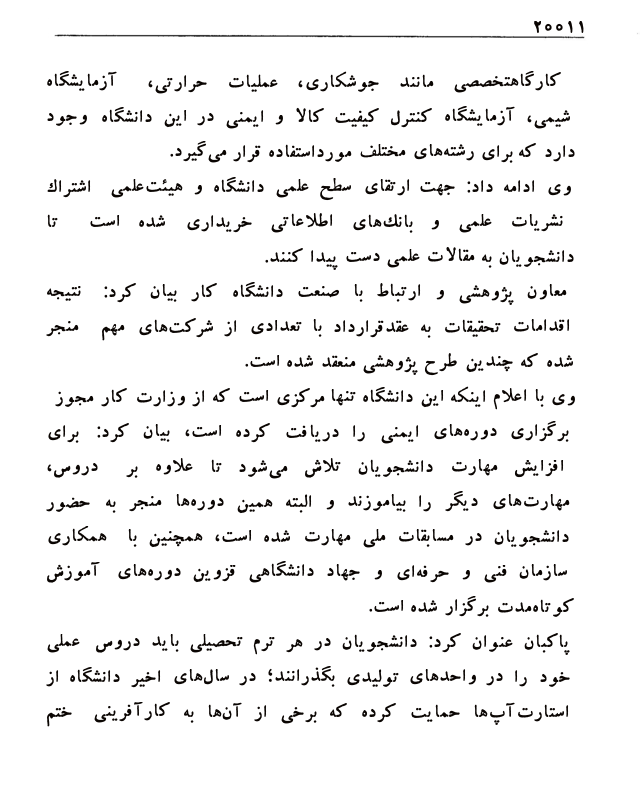 ۲۰۰۱۱
کارگاهتخصصی مانند جوشکاری، عملیات حرارتی، آزمایشگاه
شیمی، آزمایشگاه کنترل کیفیت کالا و ایمنی در این دانشگاه وجود
دارد که برای رشته‌های مختلف مورداستفاده قرار می‌گیرد.
وی ادامه داد: جهت ارتقای سطح علمی دانشگاه و هیئت‌علمی اشتراك
نشریات علمی و بانك‌های اطلاعاتی خریداری شده است تا
دانشجویان به مقالات علمی دست پیدا کنند.
معاون پژوهشی و ارتباط با صنعت دانشگاه کار بیان کرد: نتیجه
اقدامات تحقیقات به عقدقرارداد با تعدادی از شرکت‌های مهم منجر
شده که چندین طرح پژوهشی منعقد شده است.
وی با اعلام اینکه این دانشگاه تنها مرکزی است که از وزارت کار مجوز
برگزاری دوره‌های ایمنی را دریافت کرده است، بیان کرد: برای
افزایش مهارت دانشجویان تلاش می‌شود تا علاوه بر دروس،
مهارت‌های دیگر را بیاموزند و البته همین دوره‌ها منجر به حضور
دانشجویان در مسابقات ملی مهارت شده است، همچنین با همکاری
سازمان فنی و حرفه‌ای و جهاد دانشگاهی قزوین دوره‌های آموزش
کوتاه‌مدت برگزار شده است.
پاکبان عنوان کرد: دانشجویان در هر ترم تحصیلی باید دروس عملی
خود را در واحدهای تولیدی بگذرانند؛ در سال‌های اخیر دانشگاه از
استارت‌آپ‌ها حمایت کرده که برخی از آن‌ها به کارآفرینی ختم